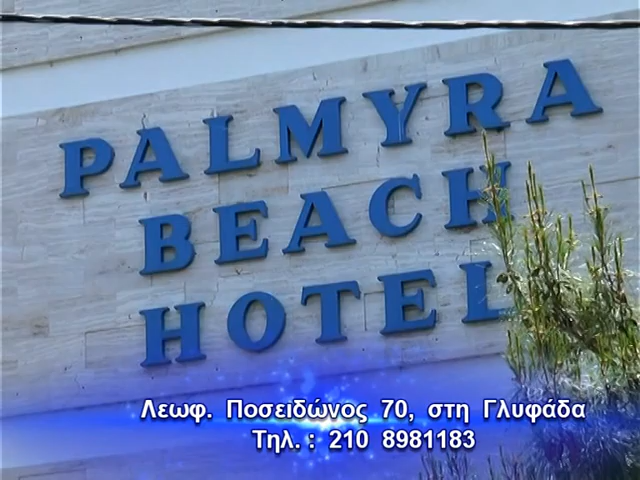 PALMYRA
BEACH
HOTEL
Λεωφ. Ποσειδώνος 70, στη Γλυφάδα
Τηλ. : 210 8981183